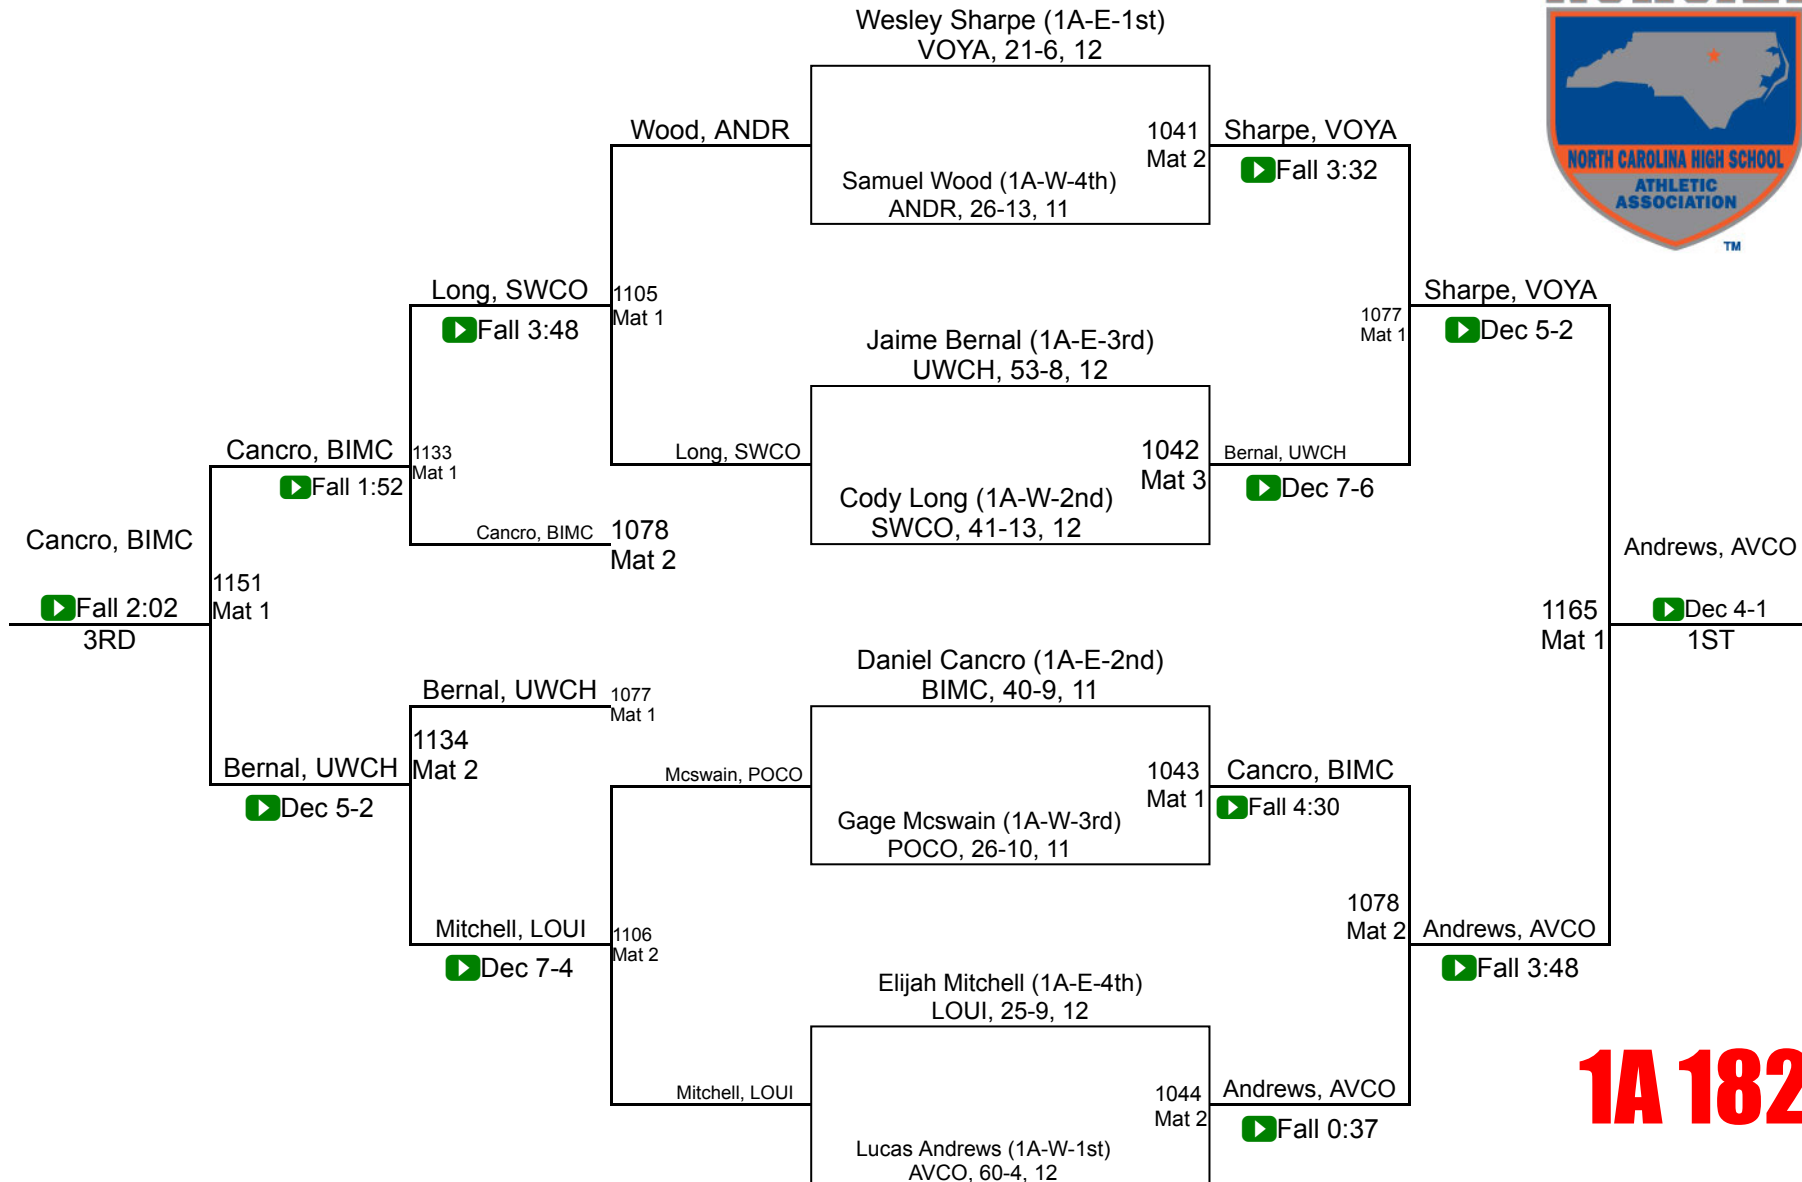 Wesley Sharpe (1A-E-1st)
VOYA, 21-6, 12
Wood, ANDR
1041
Mat 2
Sharpe, VOYA
Fall 3:32
Samuel Wood (1A-W-4th)
ANDR, 26-13, 11
NORTH CAROLINA HIGH SCHOOL
ATHLETIC
ASSOCIATION
TM
Long, SWCO
Fall 3:48
1105
Mat 1
Sharpe, VOYA
Dec 5-2
1077
Mat 1
Jaime Bernal (1A-E-3rd)
UWCH, 53-8, 12
Cancro, BIMC
Fall 1:52
1133
Mat 1
Long, SWCO
1042
Mat 3
Bernal, UWCH
Dec 7-6
Cody Long (1A-W-2nd)
SWCO, 41-13, 12
Cancro, BIMC
1078
Mat 2
Cancro, BIMC
Fall 2:02
3RD
1151
Mat 1
Andrews, AVCO
1165
Mat 1
Dec 4-1
1ST
Daniel Cancro (1A-E-2nd)
BIMC, 40-9, 11
Bernal, UWCH
1077
Mat 1
1134
Mat 2
Bernal, UWCH
Dec 5-2
Mcswain, POCO
1043
Mat 1
Cancro, BIMC
Fall 4:30
Gage Mcswain (1A-W-3rd)
POCO, 26-10, 11
Mitchell, LOUI
Dec 7-4
1106
Mat 2
1078
Mat 2
Andrews, AVCO
Fall 3:48
Elijah Mitchell (1A-E-4th)
LOUI, 25-9, 12
Mitchell, LOUI
1044
Mat 2
Andrews, AVCO
Fall 0:37
Lucas Andrews (1A-W-1st)
AVCO, 60-4, 12
1A 182